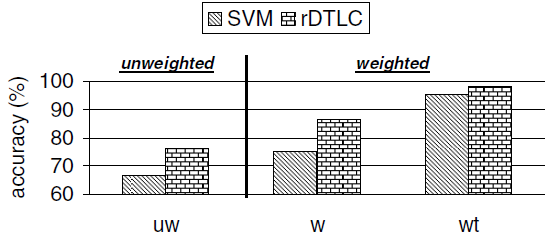 SVM rDTLC
unweighted weighted
accuracy (%)
100
90
80
70
60
uw w wt